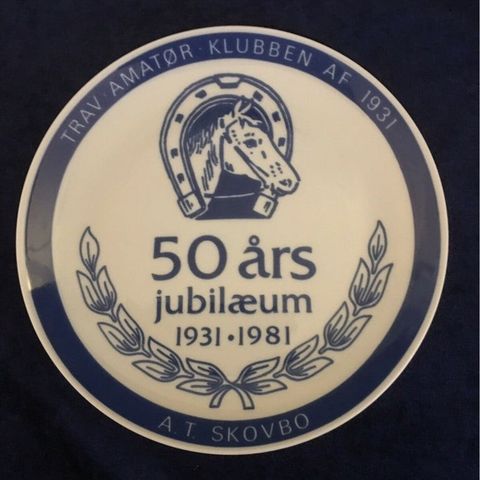 TRAV·AMATØR·KLUBBEN AF 1931
50 års
jubilæum
1931·1981
A.T. SKOVBO